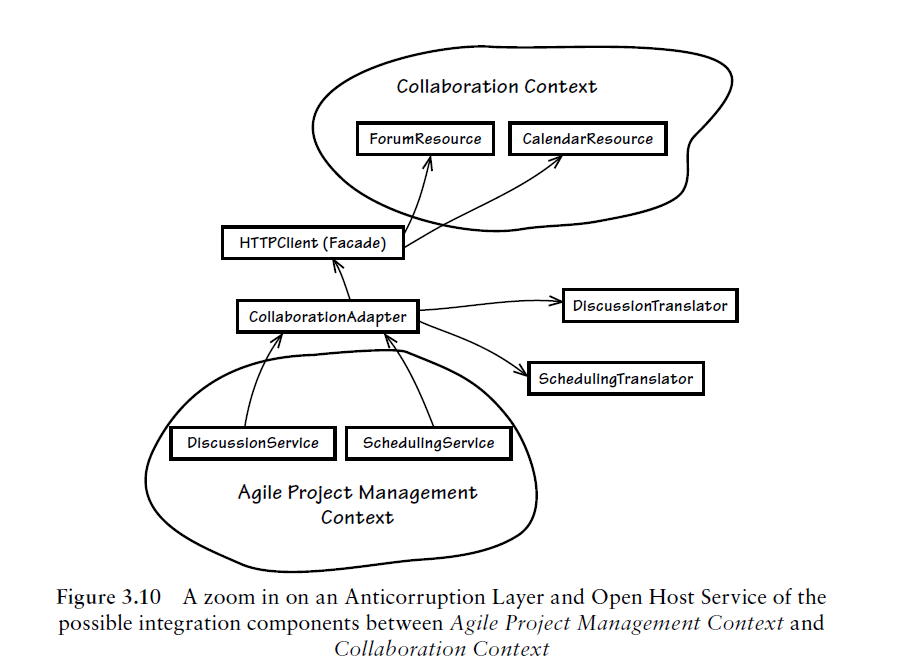 Collaboration Context
ForumResource
CalendarResource
HTTPClient (Facade)
CollaborationAdapter
DiscussionTranslator
SchedulingTranslator
DiscussionService
SchedulingService
Agile Project Management
Context
Figure 3.10 A zoom in on an Anticorruption Layer and Open Host Service of the
possible integration components between Agile Project Management Context and
Collaboration Context